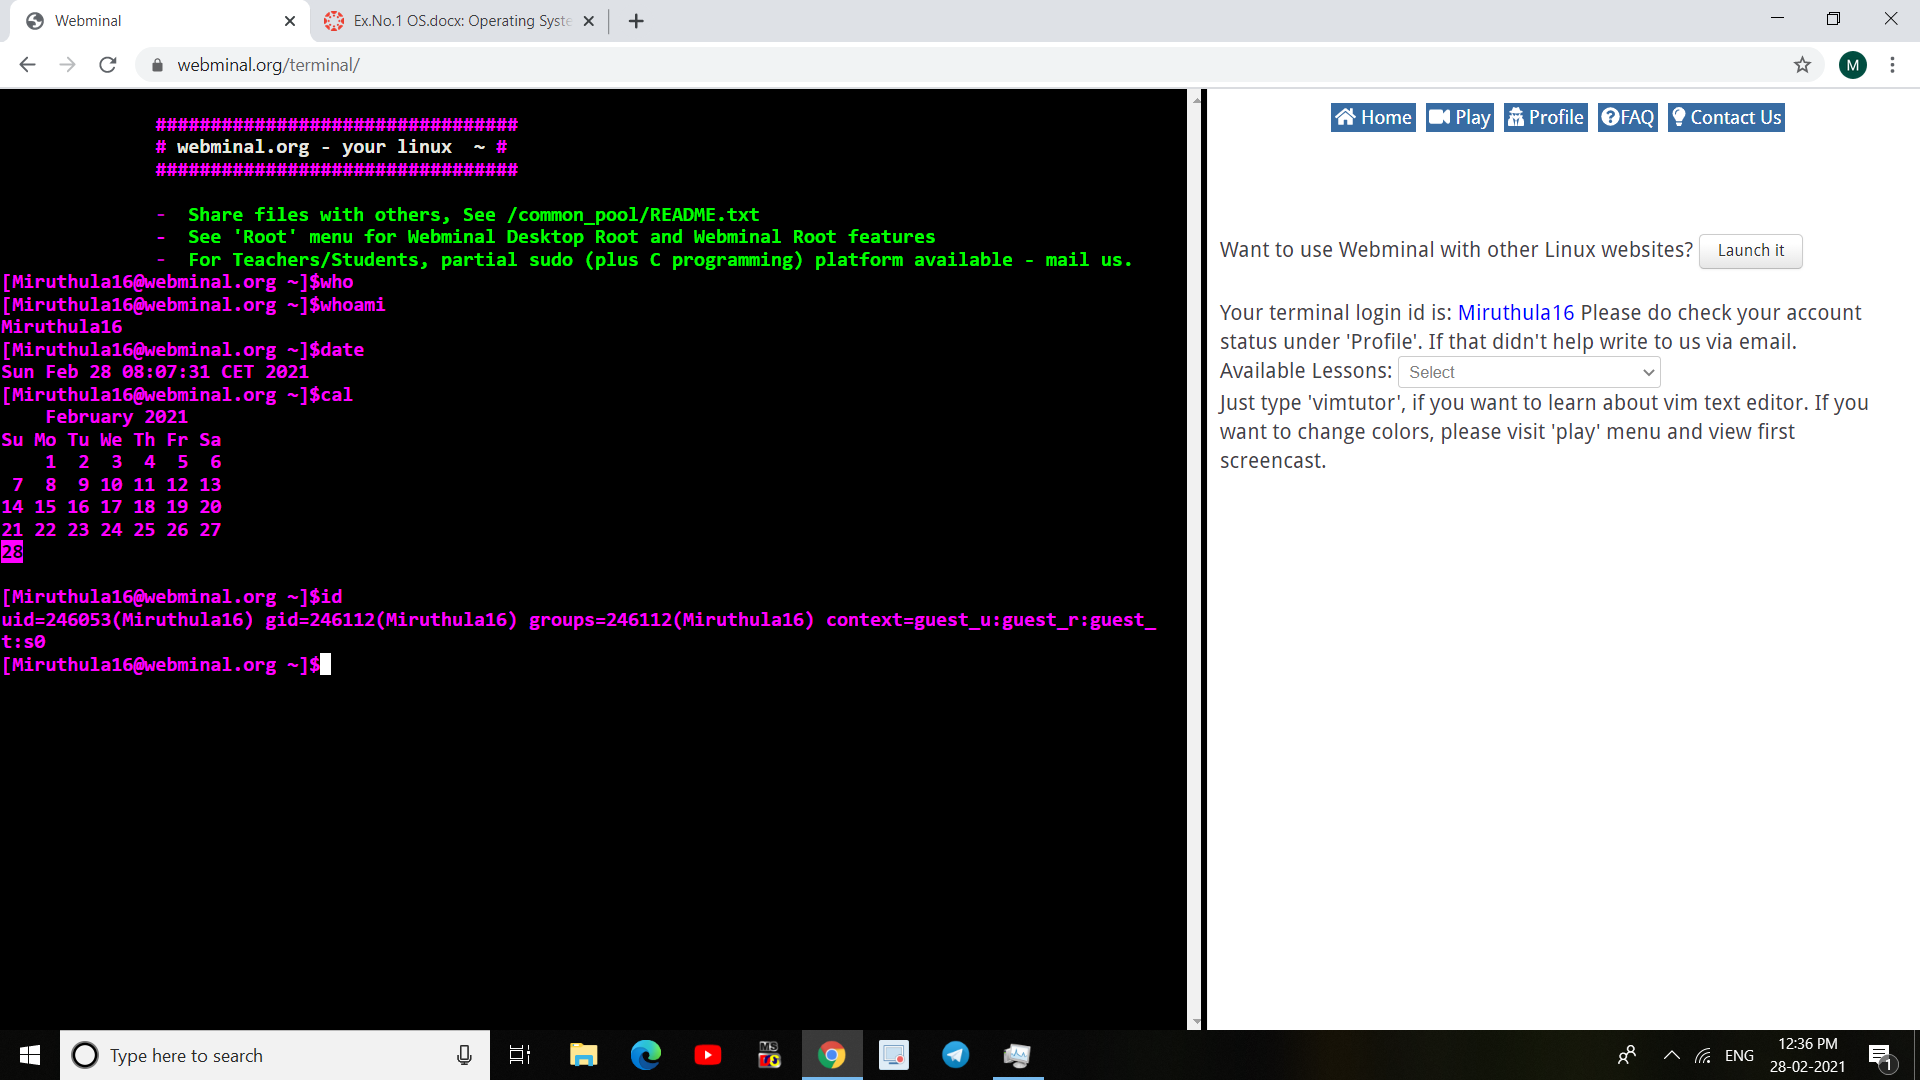 Webminal
Ex.No.1 OS.docx: Operating Syste
webminal.org/terminal/
M
#################################
# webminal.org - your linux ~ #
#################################
- Share files with others, See /common_pool/README.txt
- See 'Root' menu for Webminal Desktop Root and Webminal Root features
- For Teachers/Students, partial sudo (plus C programming) platform available - mail us.
[Miruthula16@webminal.org ~]$who
[Miruthula16@webminal.org ~]$whoami
Miruthula16
[Miruthula16@webminal.org ~]$date
Sun Feb 28 08:07:31 CET 2021
[Miruthula16@webminal.org ~]$cal
February 2021
Su Mo Tu We Th Fr Sa
1 2 3 4 5 6
7 8 9 10 11 12 13
14 15 16 17 18 19 20
21 22 23 24 25 26 27
28
[Miruthula16@webminal.org ~]$id
uid=246053(Miruthula16) gid=246112(Miruthula16) groups=246112(Miruthula16) context=guest_u:guest_r:guest_
t:s0
[Miruthula16@webminal.org ~]$
Home Play Profile FAQ Contact Us
Want to use Webminal with other Linux websites? Launch it
Your terminal login id is: Miruthula16 Please do check your account
status under 'Profile'. If that didn't help write to us via email.
Available Lessons: Select
Just type 'vimtutor', if you want to learn about vim text editor. If you
want to change colors, please visit 'play' menu and view first
screencast.
Type here to search
ENG
12:36 PM
28-02-2021
1